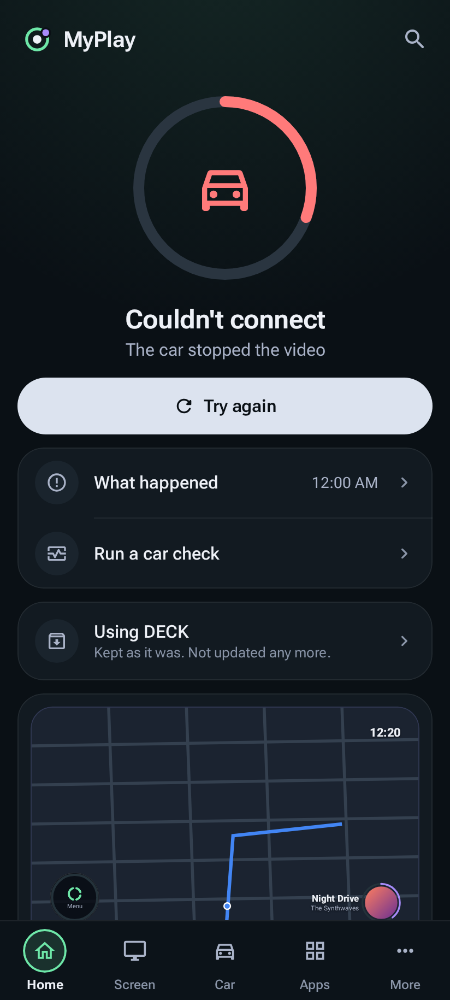 MyPlay
Couldn't connect
The car stopped the video
Try again
What happened 12:00 AM
Run a car check
Using DECK
Kept as it was. Not updated any more.
12:20
Menu
Night Drive
The Synthwaves
Home Screen Car Apps More